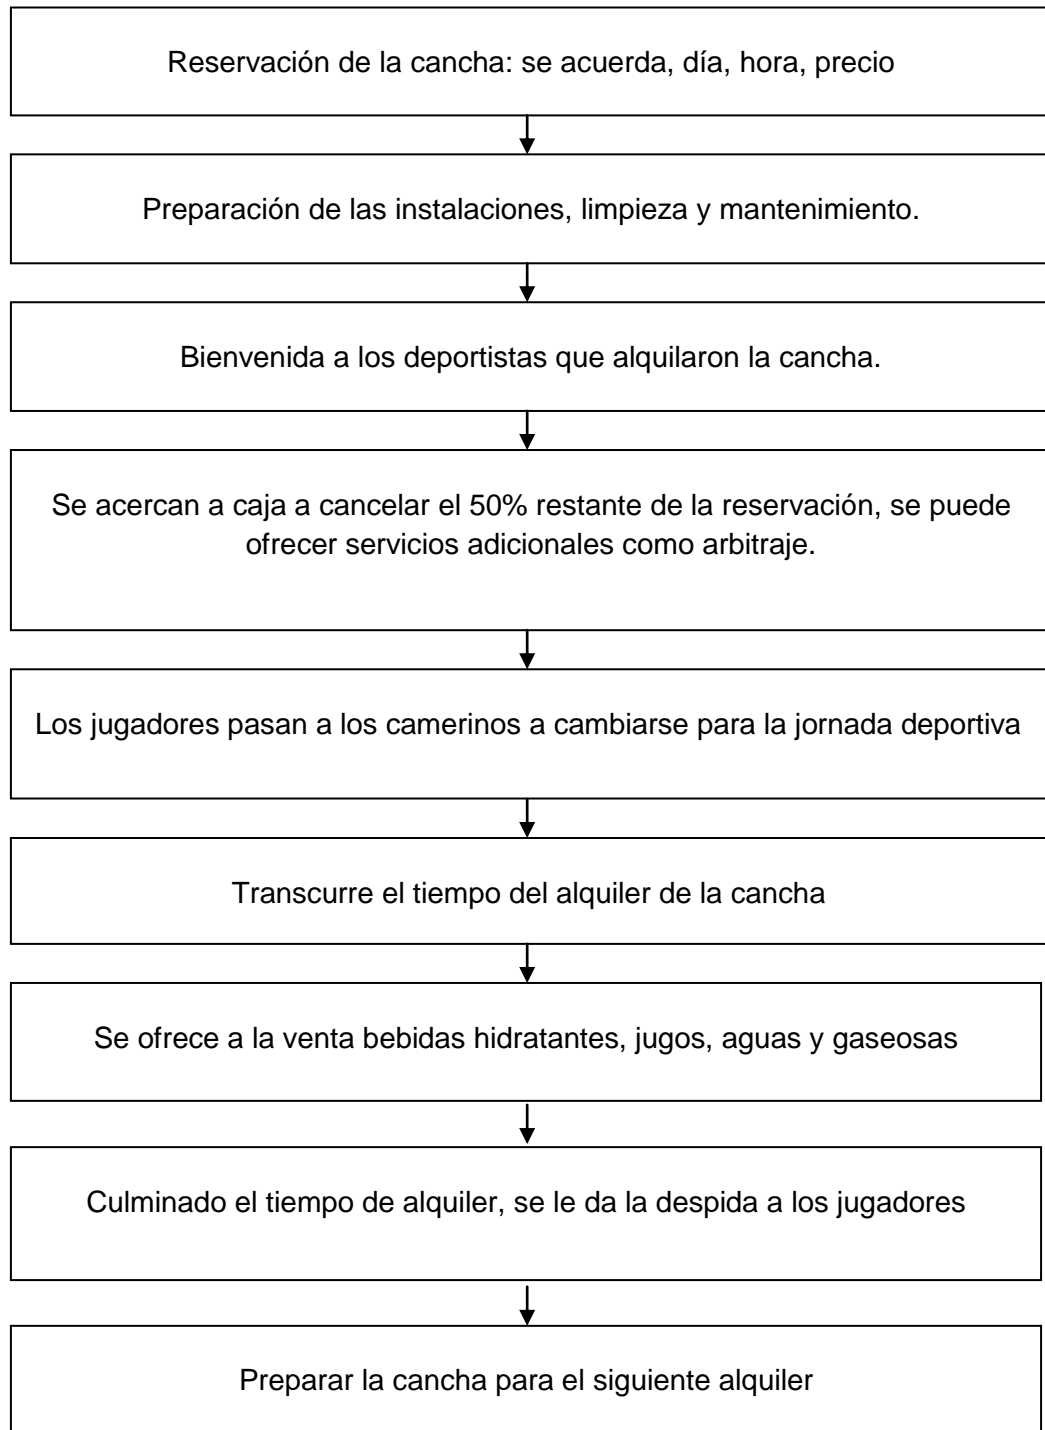 Reservación de la cancha: se acuerda, día, hora, precio
Preparación de las instalaciones, limpieza y mantenimiento.
Bienvenida a los deportistas que alquilaron la cancha.
Se acercan a caja a cancelar el 50% restante de la reservación, se puede
ofrecer servicios adicionales como arbitraje.
Los jugadores pasan a los camerinos a cambiarse para la jornada deportiva
Transcurre el tiempo del alquiler de la cancha
Se ofrece a la venta bebidas hidratantes, jugos, aguas y gaseosas
Culminado el tiempo de alquiler, se le da la despida a los jugadores
Preparar la cancha para el siguiente alquiler